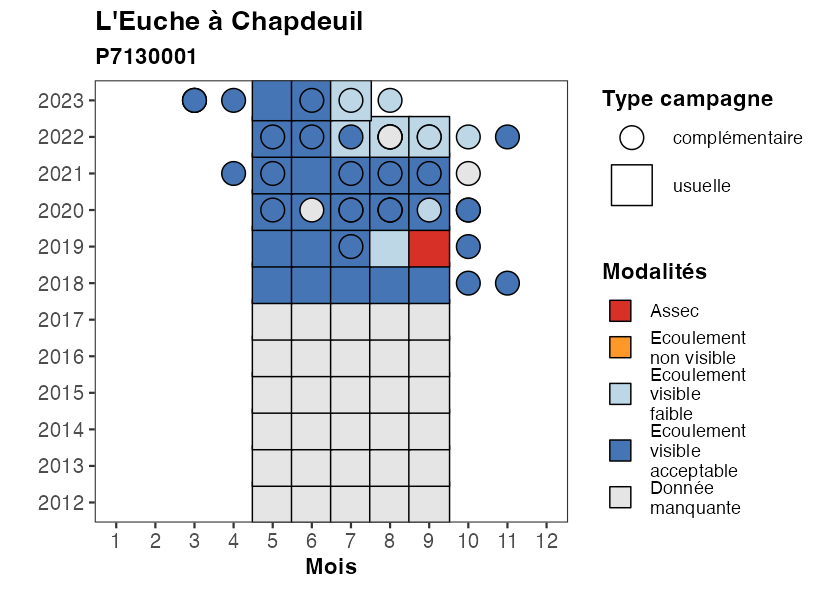 L'Euche à Chapdeuil
P7130001
2023
2022
2021
2020
2019
2018
2017
2016
2015
2014
2013
2012
1 2 3 4 5 6 7 8 9 10 11 12
Mois
Type campagne
complémentaire
usuelle
Modalités
Assec
Ecoulement
non visible
Ecoulement
visible
faible
Ecoulement
visible
acceptable
Donnée
manquante